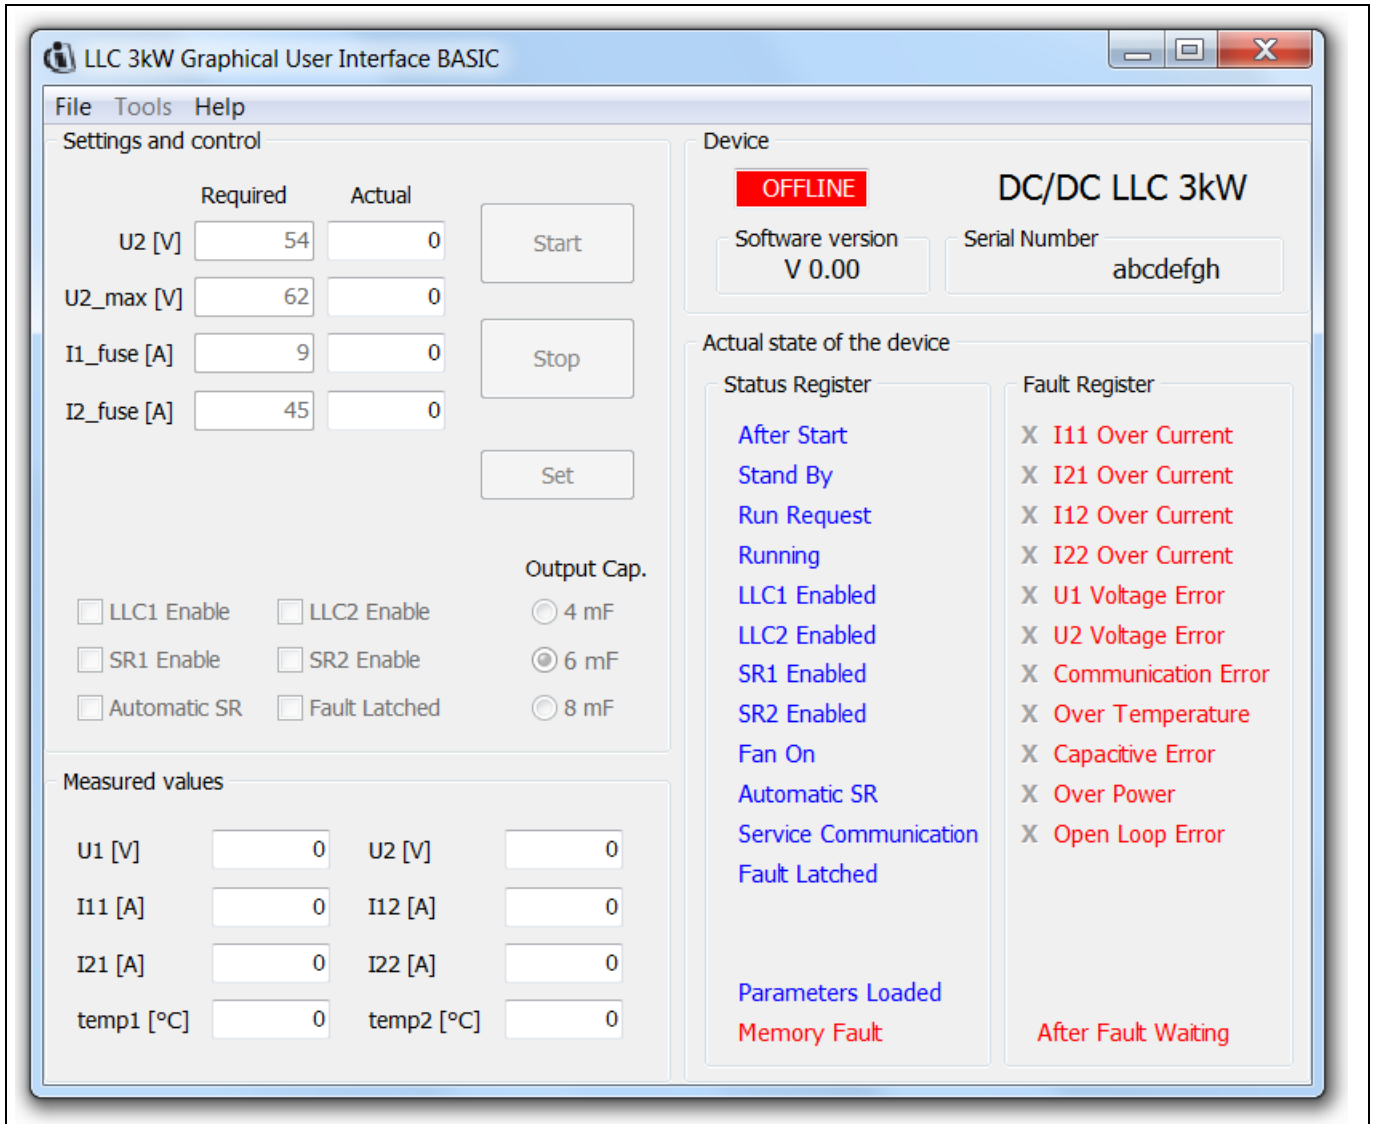 LLC 3kW Graphical User Interface BASIC
File Tools Help
Settings and control
Required Actual
U2 [V] 54 0 Start
U2_max [V] 62 0
I1_fuse [A] 9 0 Stop
I2_fuse [A] 45 0
Set
Output Cap.
LLC1 Enable LLC2 Enable 4 mF
SR1 Enable SR2 Enable 6 mF
Automatic SR Fault Latched 8 mF
Measured values
U1 [V] 0 U2 [V] 0
I11 [A] 0 I12 [A] 0
I21 [A] 0 I22 [A] 0
temp1 [°C] 0 temp2 [°C] 0
Device
OFFLINE DC/DC LLC 3kW
Software version Serial Number
V 0.00 abcdefgh
Actual state of the device
Status Register
After Start
Stand By
Run Request
Running
LLC1 Enabled
LLC2 Enabled
SR1 Enabled
SR2 Enabled
Fan On
Automatic SR
Service Communication
Fault Latched
Parameters Loaded
Memory Fault
Fault Register
X I11 Over Current
X I21 Over Current
X I12 Over Current
X I22 Over Current
X U1 Voltage Error
X U2 Voltage Error
X Communication Error
X Over Temperature
X Capacitive Error
X Over Power
X Open Loop Error
After Fault Waiting